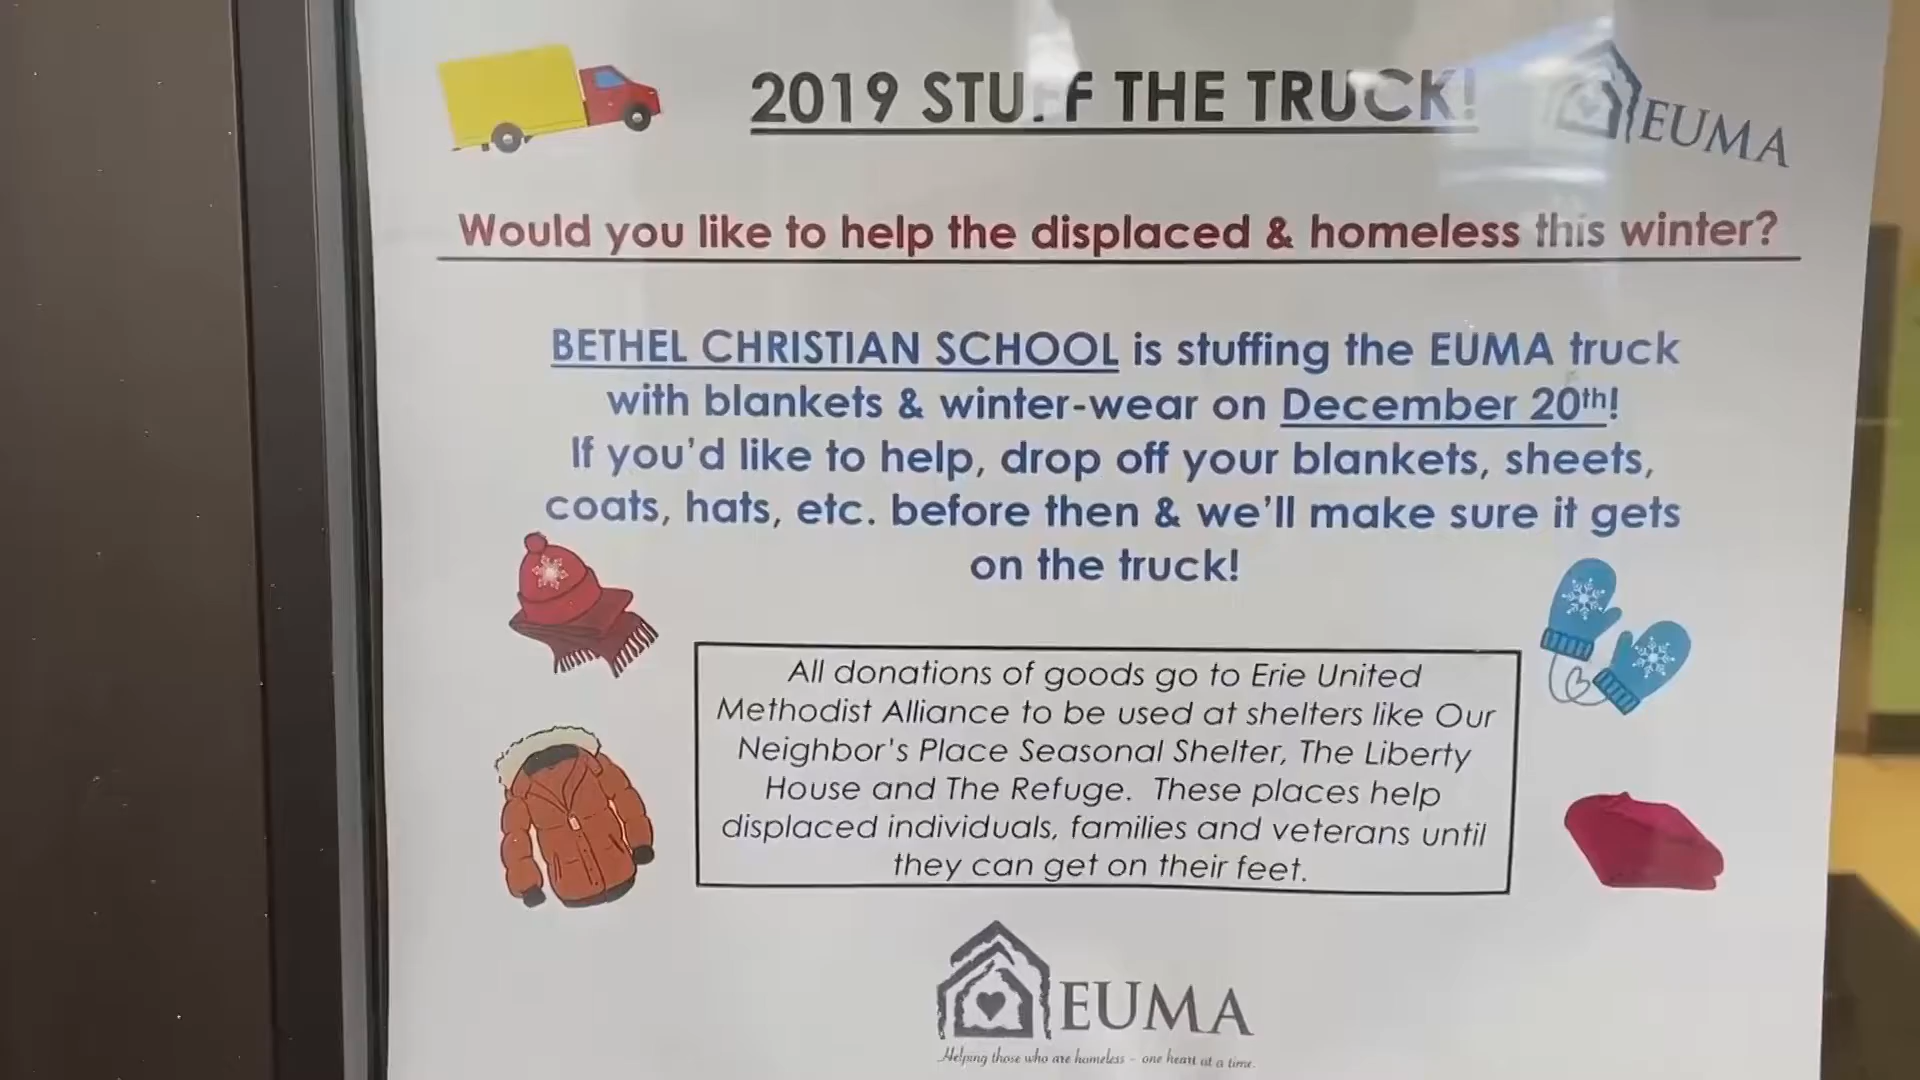 2019 STUFF THE TRUCK!
EUMA
Would you like to help the displaced & homeless this winter?
BETHEL CHRISTIAN SCHOOL is stuffing the EUMA truck
with blankets & winter-wear on December 20th!
If you'd like to help, drop off your blankets, sheets,
coats, hats, etc. before then & we'll make sure it gets
on the truck!
All donations of goods go to Erie United
Methodist Alliance to be used at shelters like Our
Neighbor's Place Seasonal Shelter, The Liberty
House and The Refuge. These places help
displaced individuals, families and veterans until
they can get on their feet.
EUMA
Helping those who are homeless - one heart at a time.